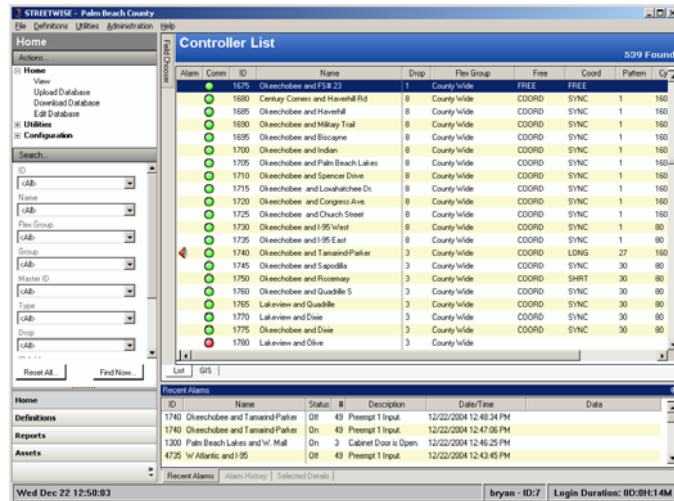 STREETWISE - Palm Beach County
File Definitions Utilities Administration Help
Home
Actions...
Home
View
Upload Database
Download Database
Edit Database
Utilities
Configuration
Search...
ID
<All>
Name
<All>
Flex Group
<All>
Group
<All>
Master ID
<All>
Type
<All>
Drop
<All>
Reset All... Find Now...
Home
Definitions
Reports
Assets
Field Chooser
Controller List
539 Found
Alarm Comm ID Name Drop Flex Group Free Coord Pattern Cy
1675 Okeechobee and FS# 23 1 County Wide FREE FREE
1680 Century Corners and Haverhill Rd 8 County Wide COORD SYNC 1 160
1685 Okeechobee and Haverhill 8 County Wide COORD SYNC 1 160
1690 Okeechobee and Military Trail 8 County Wide COORD SYNC 1 160
1695 Okeechobee and Biscayne 8 County Wide COORD SYNC 1 160
1700 Okeechobee and Indian 8 County Wide COORD SYNC 1 160
1705 Okeechobee and Palm Beach Lakes 8 County Wide COORD SYNC 1 160
1710 Okeechobee and Spencer Drive 8 County Wide COORD SYNC 1 160
1715 Okeechobee and Loxahatchee Dr. 8 County Wide COORD SYNC 1 160
1720 Okeechobee and Congress Ave. 8 County Wide COORD SYNC 1 160
1725 Okeechobee and Church Street 8 County Wide COORD SYNC 1 160
1730 Okeechobee and I-95 West 8 County Wide COORD SYNC 1 80
1735 Okeechobee and I-95 East 8 County Wide COORD SYNC 1 80
1740 Okeechobee and Tamarind-Parker 3 County Wide COORD LONG 27 160
1745 Okeechobee and Sapodilla 3 County Wide COORD SYNC 30 80
1750 Okeechobee and Rosemary 3 County Wide COORD SHRT 30 80
1760 Okeechobee and Quadrille S 3 County Wide COORD SYNC 30 80
1765 Lakeview and Quadrille 3 County Wide COORD SYNC 30 80
1770 Lakeview and Dixie 3 County Wide COORD SYNC 30 80
1775 Okeechobee and Dixie 3 County Wide COORD SYNC 30 80
1780 Lakeview and Olive 3 County Wide
List GIS
Recent Alarms
ID Name Status # Description Date/Time Data
1740 Okeechobee and Tamarind-Parker Off 49 Preempt 1 Input. 12/22/2004 12:48:34 PM
1740 Okeechobee and Tamarind-Parker On 49 Preempt 1 Input. 12/22/2004 12:47:06 PM
1300 Palm Beach Lakes and W. Mall On 3 Cabinet Door is Open. 12/22/2004 12:46:25 PM
4735 W Atlantic and I-95 Off 49 Preempt 1 Input. 12/22/2004 12:43:45 PM
Recent Alarms Alarm History Selected Details
Wed Dec 22 12:50:03 bryan - ID:7 Login Duration: 0D:0H:14M